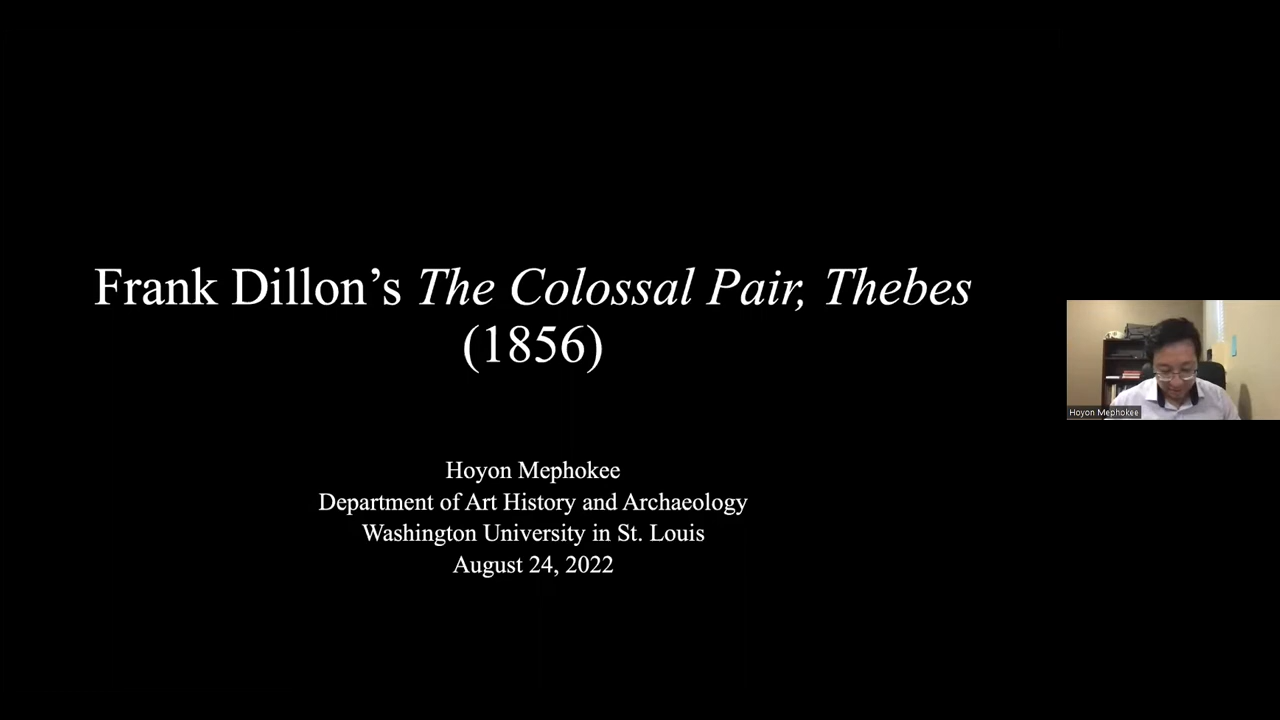 Frank Dillon’s The Colossal Pair, Thebes
(1856)
Hoyon Mephokee
Department of Art History and Archaeology
Washington University in St. Louis
August 24, 2022
Hoyon Mephokee